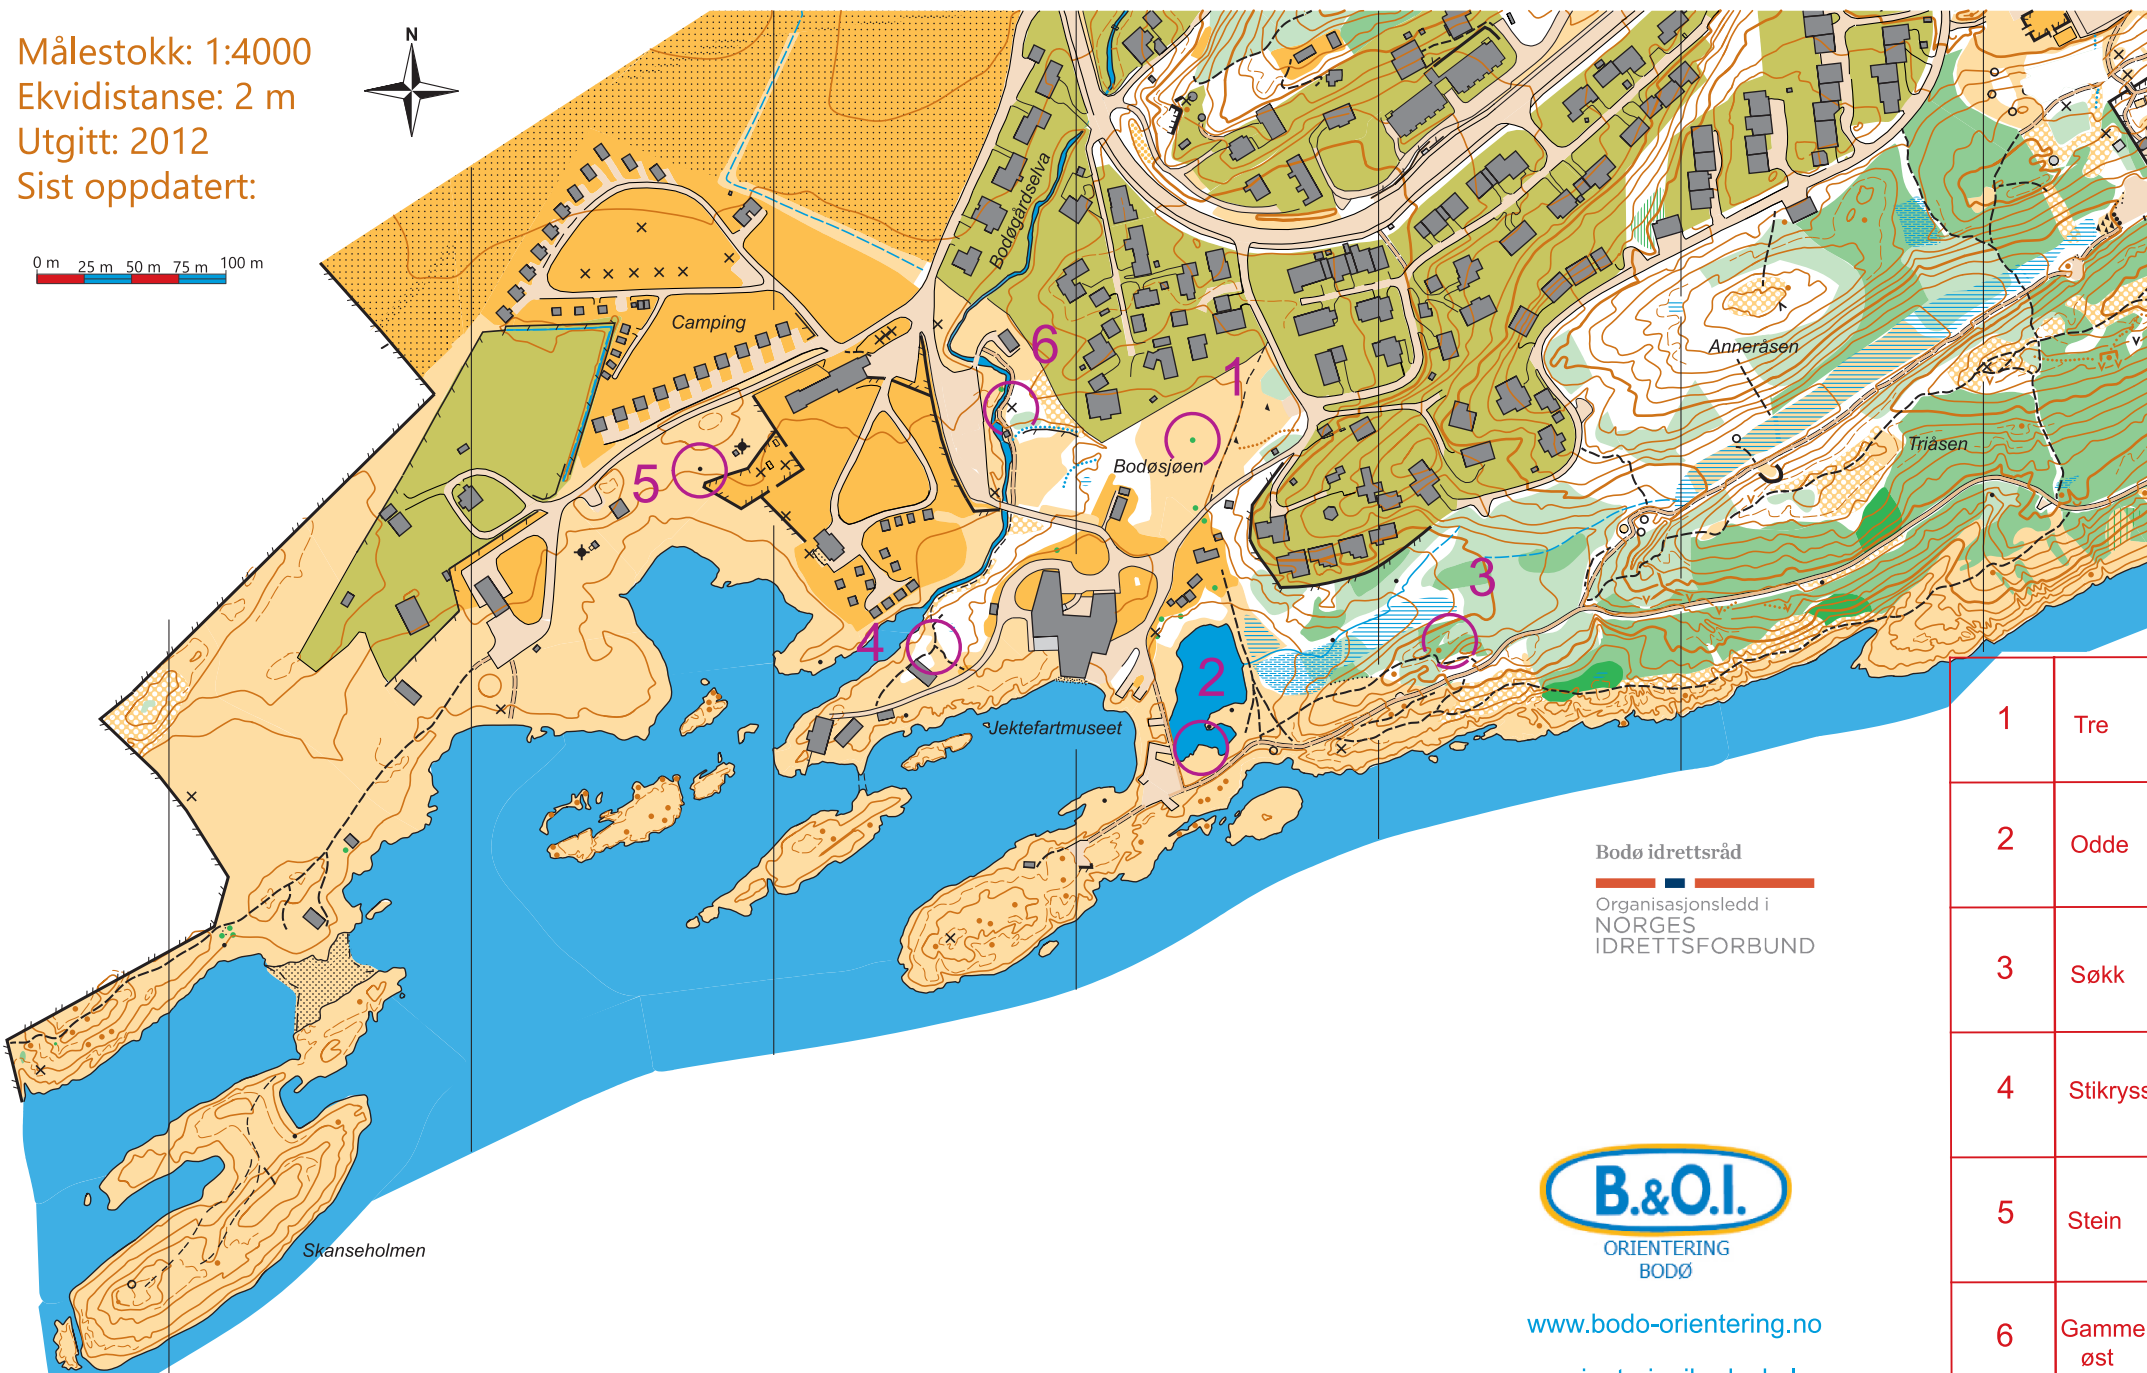 Målestokk: 1:4000
Ekvidistanse: 2 m
Utgitt: 2012
Sist oppdatert:
N
0 m 25 m 50 m 75 m 100 m
Bodøgårdselva
Camping
6
1
Anneråsen
Triåsen
Bodøsjøen
5
3
4
2
Jektefartmuseet
Skanseholmen
Bodø idrettsråd
Organisasjonsledd i
NORGES
IDRETTSFORBUND
B.&O.I.
ORIENTERING
BODØ
www.bodo-orientering.no
1 Tre
2 Odde
3 Søkk
4 Stikryss
5 Stein
6 Gamme
øst